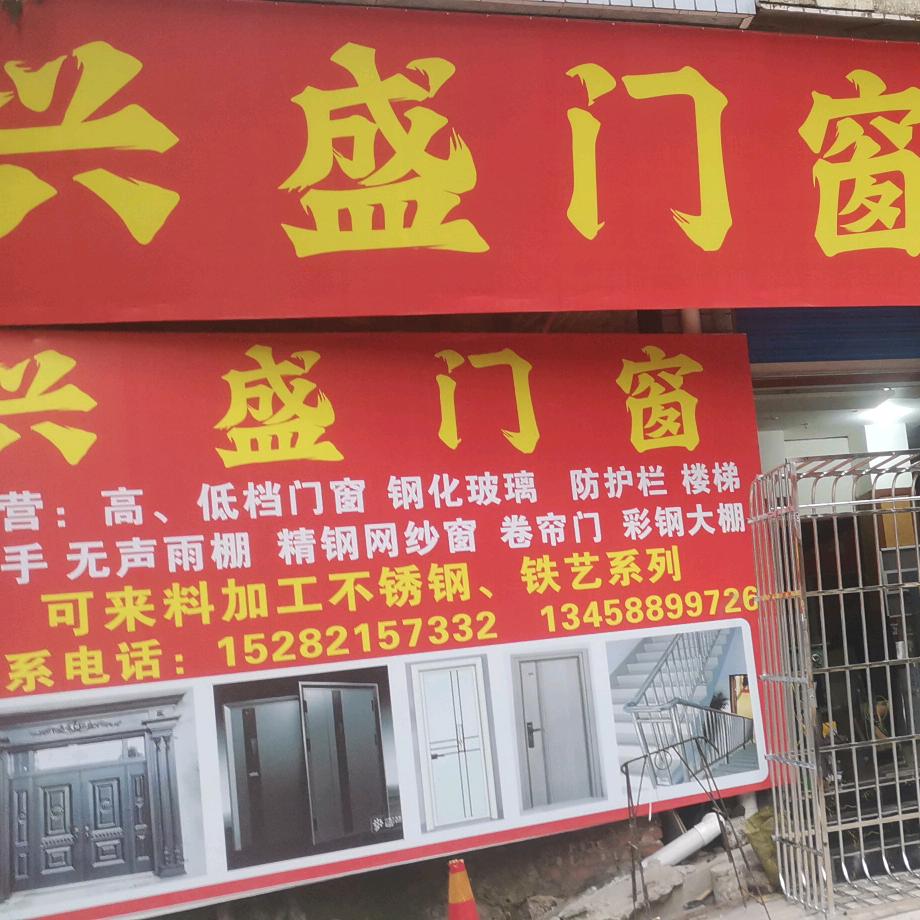 兴盛门窗
兴盛门窗
营：高、低档门窗 钢化玻璃 防护栏 楼梯
手 无声雨棚 精钢网纱窗 卷帘门 彩钢大棚
可来料加工不锈钢、铁艺系列
系电话：15282157332 13458899726